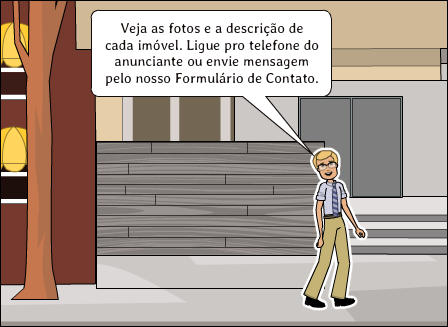 Veja as fotos e a descrição de
cada imóvel. Ligue pro telefone do
anunciante ou envie mensagem
pelo nosso Formulário de Contato.